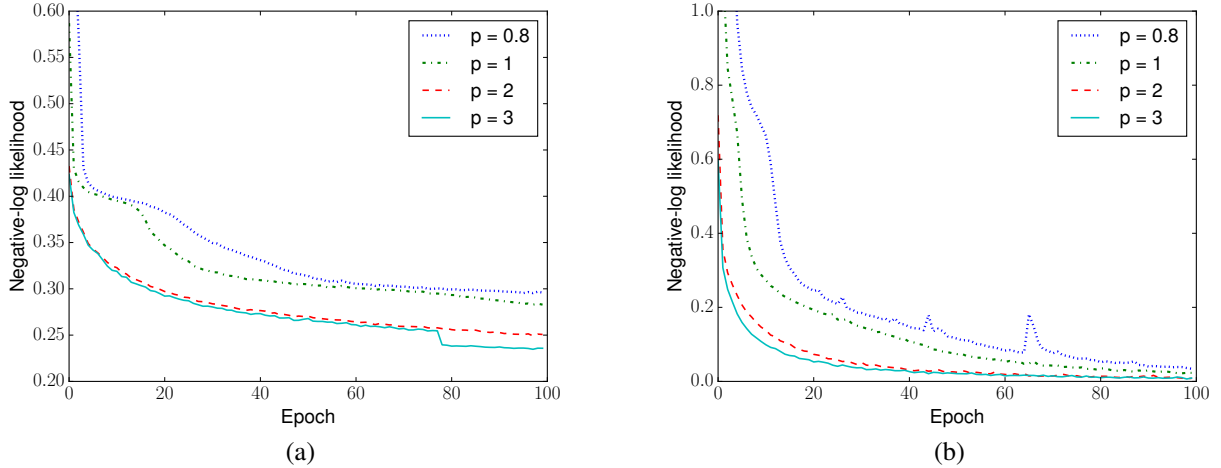 0.60
0.55
0.50
0.45
0.40
0.35
0.30
0.25
0.20
Negative-log likelihood
0 20 40 60 80 100
Epoch
p = 0.8
p = 1
p = 2
p = 3
(a)
1.0
0.8
0.6
0.4
0.2
0.0
Negative-log likelihood
0 20 40 60 80 100
Epoch
p = 0.8
p = 1
p = 2
p = 3
(b)